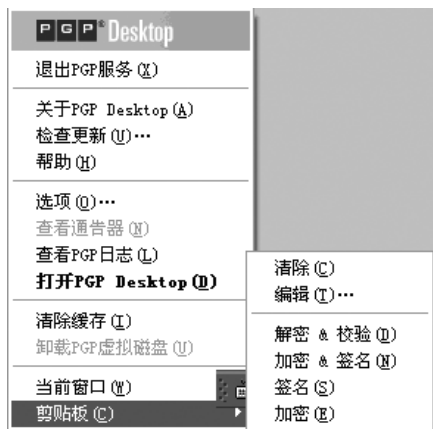 PGP® Desktop
退出PGP服务(X)
关于PGP Desktop(A)
检查更新(U)…
帮助(H)
选项(O)…
查看通告器(N)
查看PGP日志(L)
打开PGP Desktop(D)
清除缓存(I)
卸载PGP虚拟磁盘(U)
当前窗口(W)
剪贴板(C)
清除(C)
编辑(T)…
解密 & 校验(D)
加密 & 签名(N)
签名(S)
加密(E)